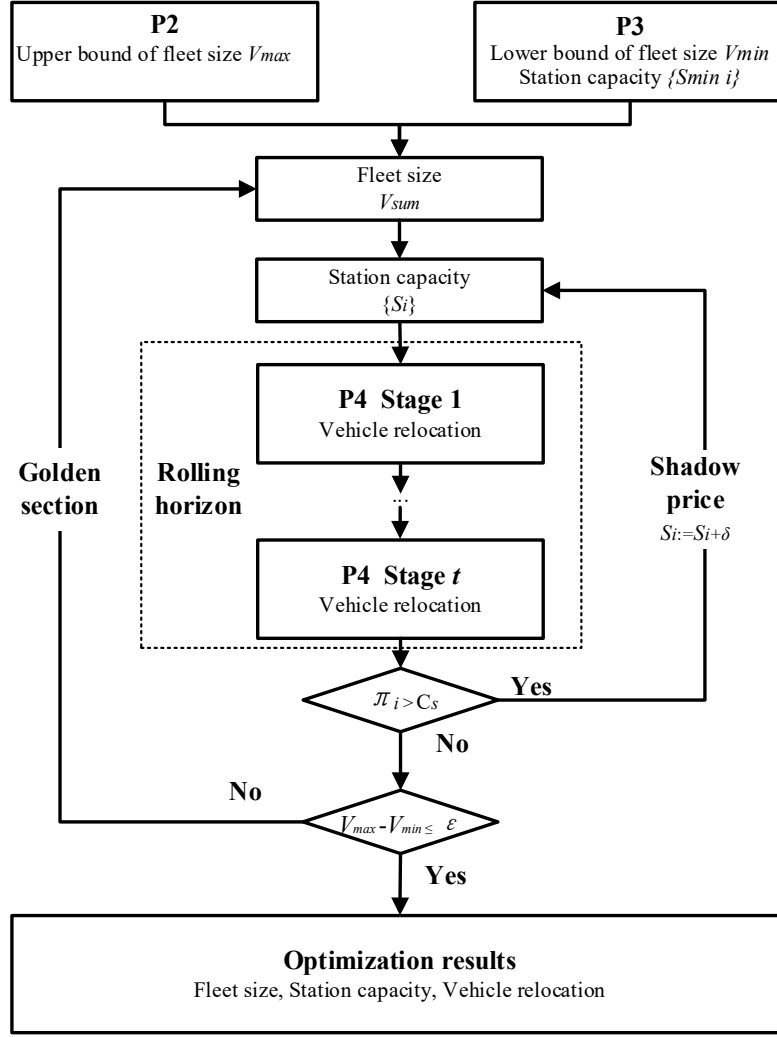 P2
Upper bound of fleet size Vmax
P3
Lower bound of fleet size Vmin
Station capacity {Smin i}
Fleet size
Vsum
Station capacity
{Si}
P4 Stage 1
Vehicle relocation
Golden
section
Rolling
horizon
...
Shadow
price
Si:=Si+δ
P4 Stage t
Vehicle relocation
π i > Cs
Yes
No
No
Vmax - Vmin ≤ ε
Yes
Optimization results
Fleet size, Station capacity, Vehicle relocation